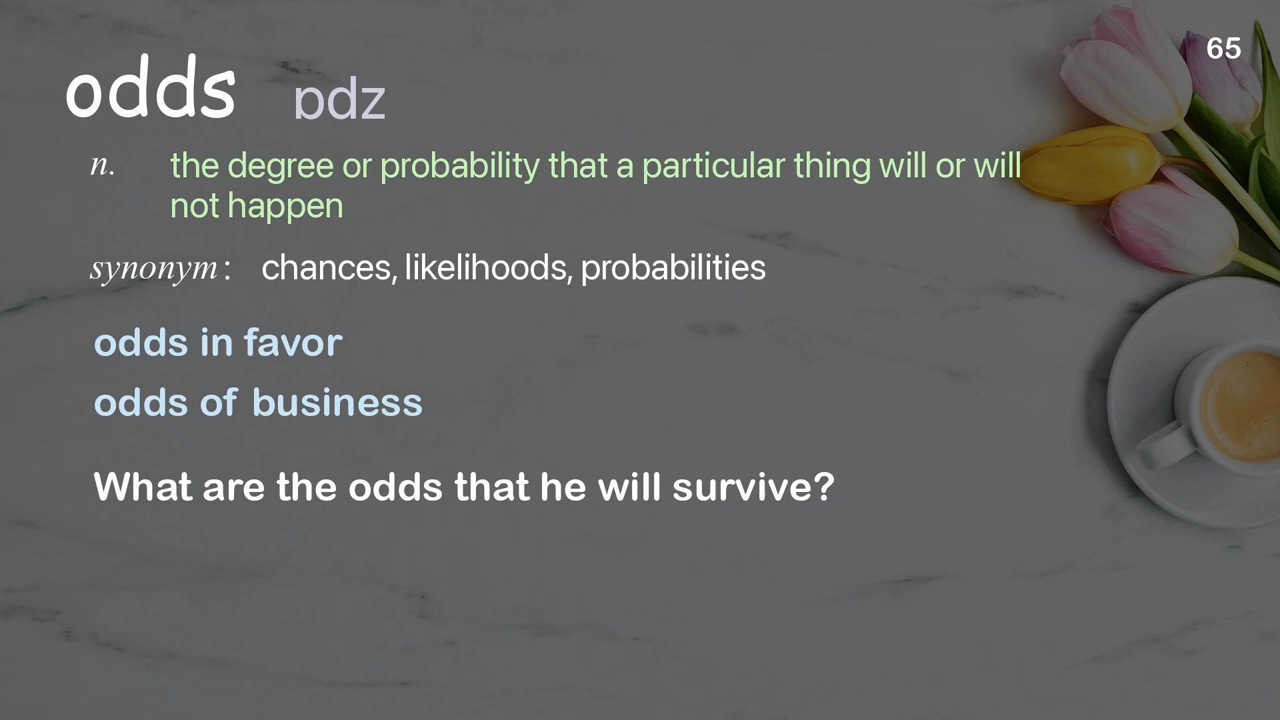 65
odds ɒdz
n. the degree or probability that a particular thing will or will
not happen
synonym: chances, likelihoods, probabilities
odds in favor
odds of business
What are the odds that he will survive?